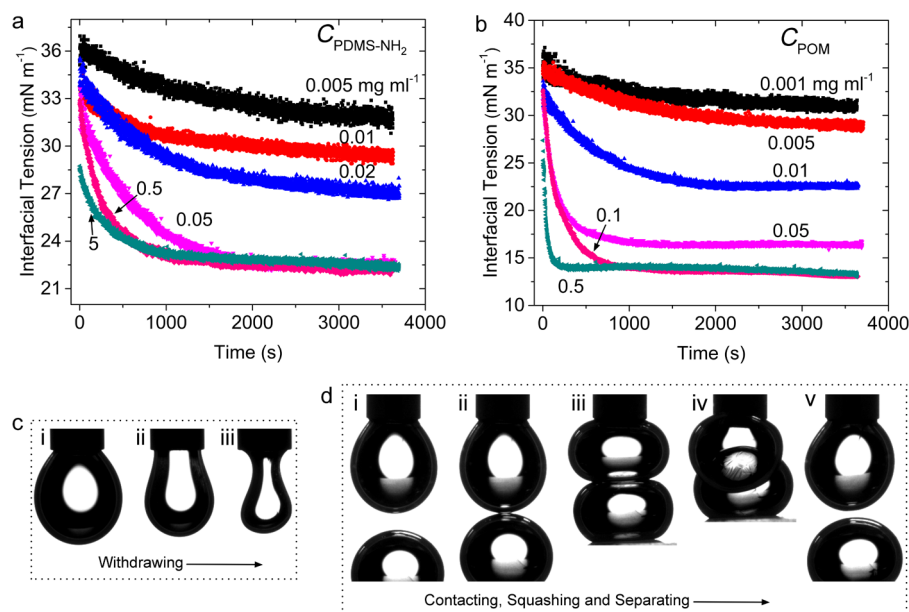 a
C PDMS-NH₂
Interfacial Tension (mN m⁻¹)
36
33
30
27
24
21
0.005 mg ml⁻¹
0.01
0.02
0.5
0.05
5
0 1000 2000 3000 4000
Time (s)
b
C POM
Interfacial Tension (mN m⁻¹)
40
35
30
25
20
15
10
0.001 mg ml⁻¹
0.005
0.01
0.1
0.05
0.5
0 1000 2000 3000 4000
Time (s)
c
i ii iii
Withdrawing
d
i ii iii iv v
Contacting, Squashing and Separating